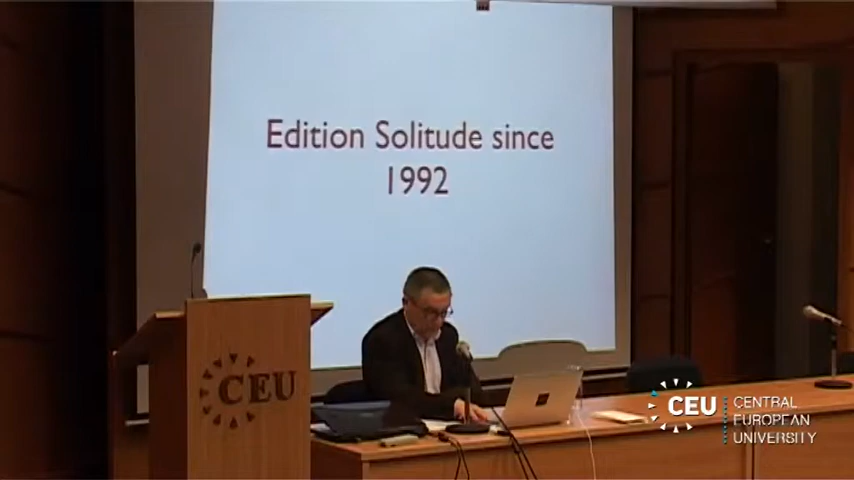 Edition Solitude since
1992
CEU
CEU
CENTRAL
EUROPEAN
UNIVERSITY